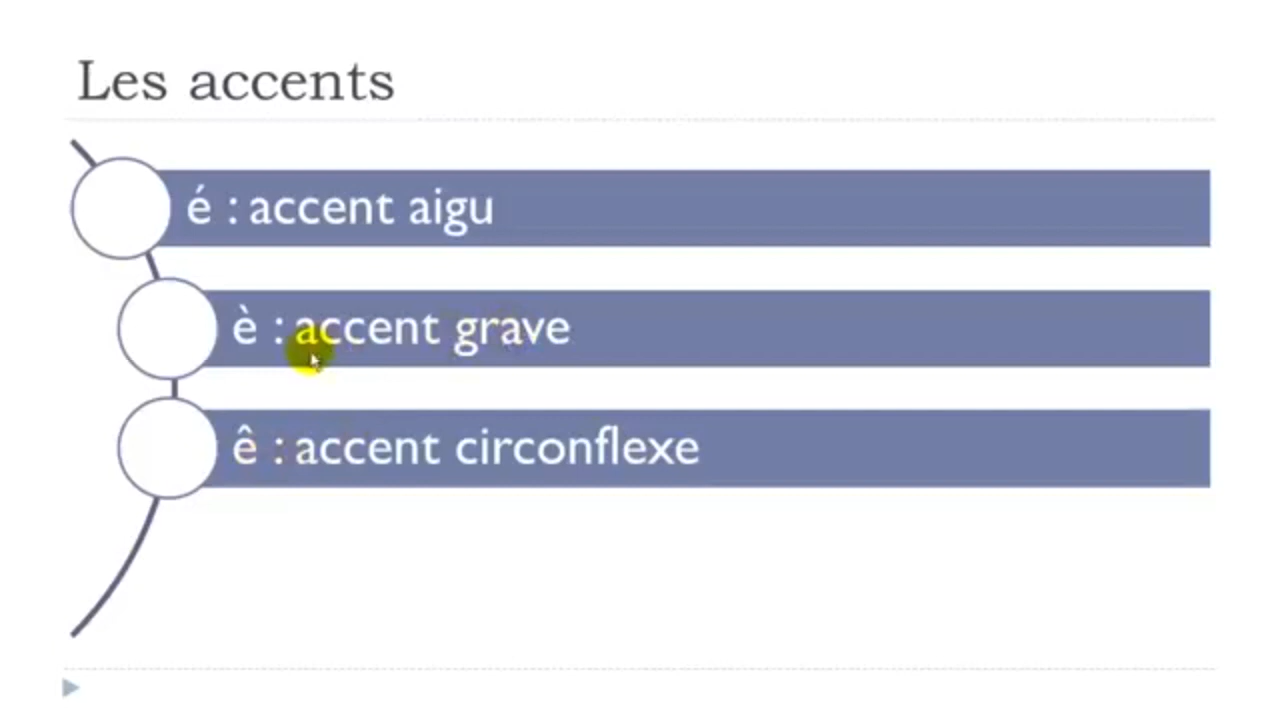 Les accents
é : accent aigu
è : accent grave
ê : accent circonflexe